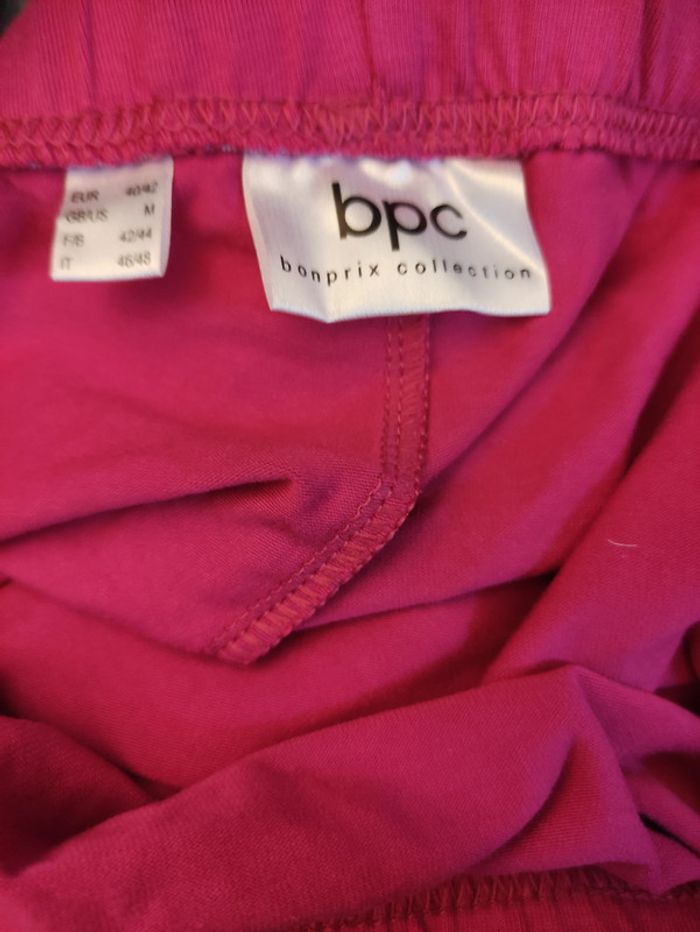 EUR 40/42
GB/US M
F/B 42/44
IT 46/48
bpc
bonprix collection